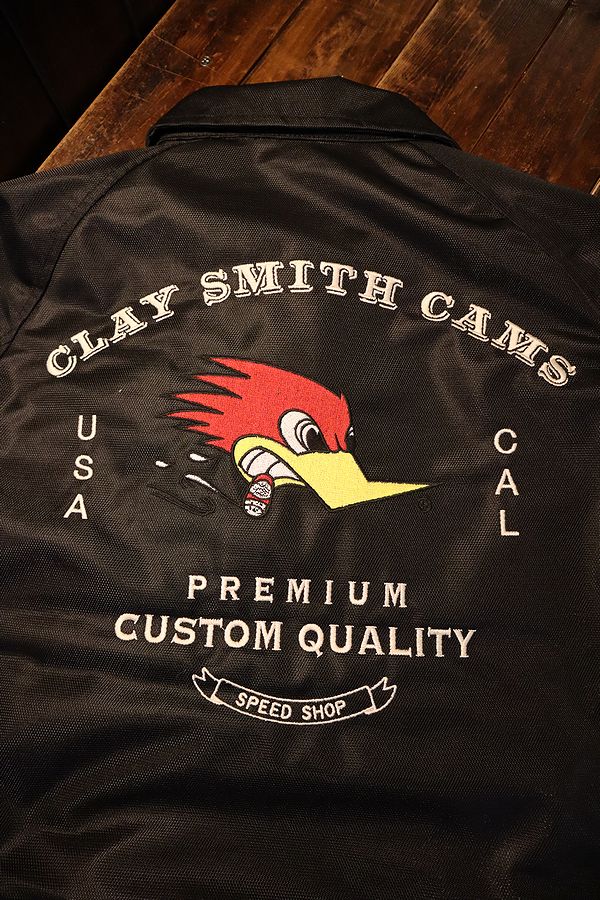 CLAY SMITH CAMS
USA
CAL
PREMIUM
CUSTOM QUALITY
SPEED SHOP